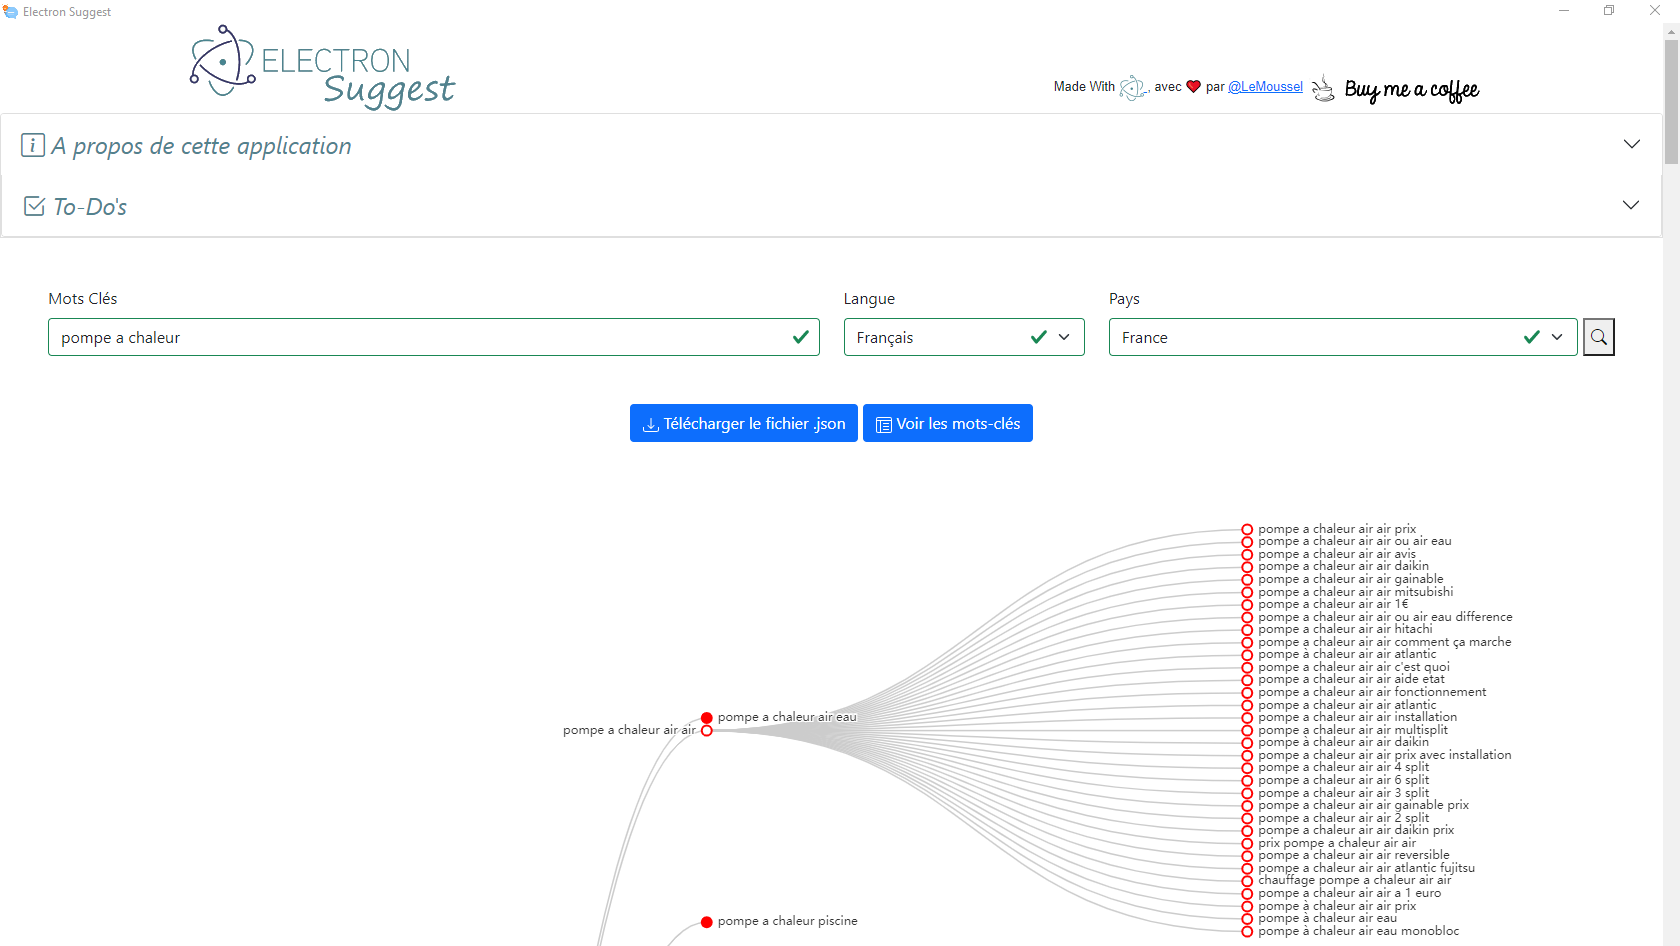 Electron Suggest
ELECTRON
Suggest
Made With , avec par @LeMoussel Buy me a coffee
A propos de cette application
To-Do's
Mots Clés Langue Pays
pompe a chaleur Français France
Télécharger le fichier .json Voir les mots-clés
pompe a chaleur air air prix
pompe a chaleur air air ou air eau
pompe a chaleur air air avis
pompe a chaleur air air daikin
pompe a chaleur air air gainable
pompe a chaleur air air mitsubishi
pompe a chaleur air air 1€
pompe a chaleur air air ou air eau difference
pompe a chaleur air air hitachi
pompe a chaleur air air comment ça marche
pompe à chaleur air air atlantic
pompe a chaleur air air c'est quoi
pompe a chaleur air air aide etat
pompe a chaleur air air fonctionnement
pompe a chaleur air air atlantic
pompe a chaleur air eau
pompe a chaleur air air installation
pompe a chaleur air air
pompe a chaleur air air multisplit
pompe à chaleur air air daikin
pompe a chaleur air air prix avec installation
pompe a chaleur air air 4 split
pompe a chaleur air air 6 split
pompe a chaleur air air 3 split
pompe a chaleur air air gainable prix
pompe a chaleur air air 2 split
pompe a chaleur air air daikin prix
prix pompe a chaleur air air
pompe a chaleur air air reversible
pompe a chaleur air air atlantic fujitsu
chauffage pompe a chaleur air air
pompe a chaleur air air a 1 euro
pompe à chaleur air air prix
pompe à chaleur air eau
pompe a chaleur piscine
pompe à chaleur air eau monobloc